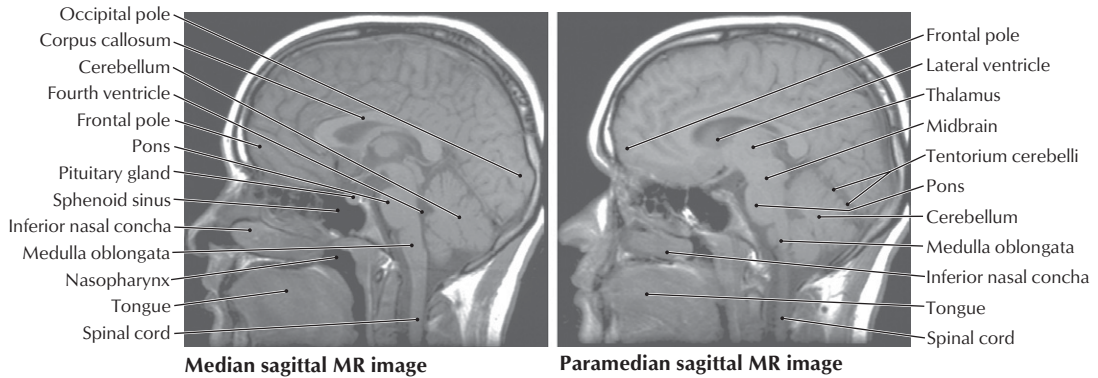 Occipital pole
Corpus callosum
Cerebellum
Fourth ventricle
Frontal pole
Pons
Pituitary gland
Sphenoid sinus
Inferior nasal concha
Medulla oblongata
Nasopharynx
Tongue
Spinal cord
Median sagittal MR image
Frontal pole
Lateral ventricle
Thalamus
Midbrain
Tentorium cerebelli
Pons
Cerebellum
Medulla oblongata
Inferior nasal concha
Tongue
Spinal cord
Paramedian sagittal MR image